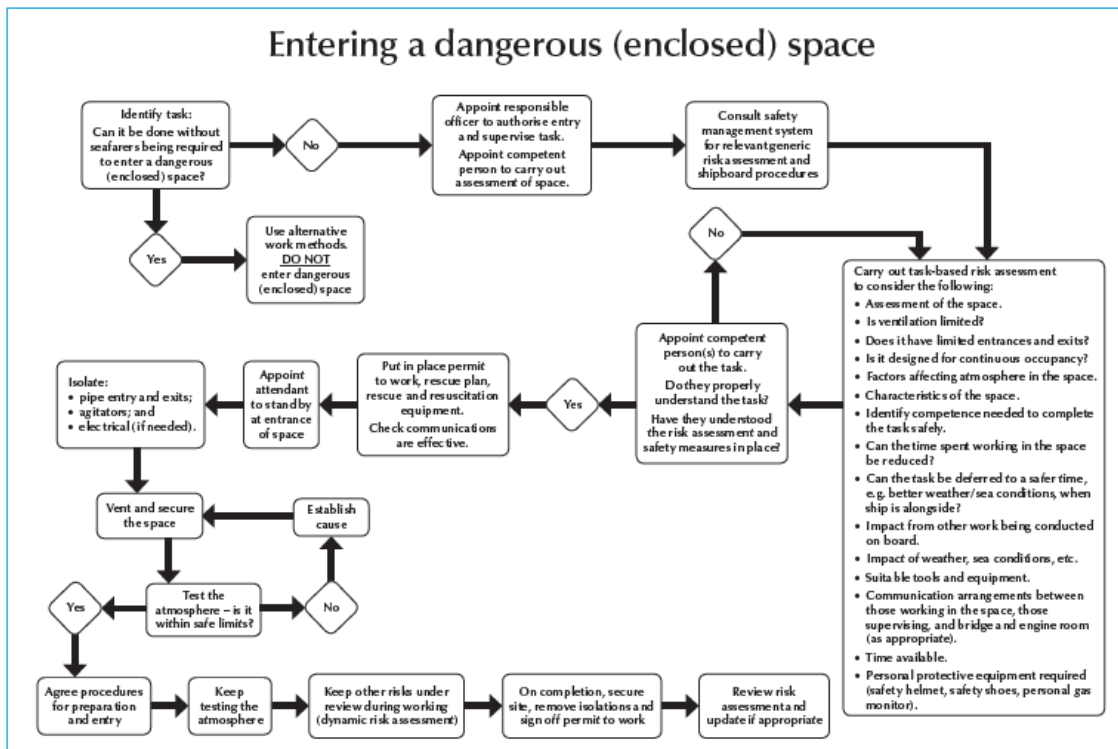 Entering a dangerous (enclosed) space
Identify task:
Can it be done without
seafarers being required
to enter a dangerous
(enclosed) space?
No
Appoint responsible
officer to authorise entry
and supervise task.
Appoint competent
person to carry out
assessment of space.
Consult safety
management system
for relevant generic
risk assessment and
shipboard procedures
Yes
Use alternative
work methods.
DO NOT
enter dangerous
(enclosed) space
No
Carry out task-based risk assessment
to consider the following:
• Assessment of the space.
• Is ventilation limited?
• Does it have limited entrances and exits?
• Is it designed for continuous occupancy?
• Factors affecting atmosphere in the space.
• Characteristics of the space.
• Identify competence needed to complete
the task safely.
• Can the time spent working in the space
be reduced?
• Can the task be deferred to a safer time,
e.g. better weather/sea conditions, when
ship is alongside?
• Impact from other work being conducted
on board.
• Impact of weather, sea conditions, etc.
• Suitable tools and equipment.
• Communication arrangements between
those working in the space, those
supervising, and bridge and engine room
(as appropriate).
• Time available.
• Personal protective equipment required
(safety helmet, safety shoes, personal gas
monitor).
Appoint competent
person(s) to carry
out the task.
Do they properly
understand the task?
Have they understood
the risk assessment and
safety measures in place?
Yes
Put in place permit
to work, rescue plan,
rescue and resuscitation
equipment.
Check communications
are effective.
Appoint
attendant
to stand by
at entrance
of space
Isolate:
• pipe entry and exits;
• agitators; and
• electrical (if needed).
Vent and secure
the space
Establish
cause
Test the
atmosphere – is it
within safe limits?
No
Yes
Agree procedures
for preparation
and entry
Keep
testing the
atmosphere
Keep other risks under
review during working
(dynamic risk assessment)
On completion, secure
site, remove isolations and
sign off permit to work
Review risk
assessment and
update if appropriate